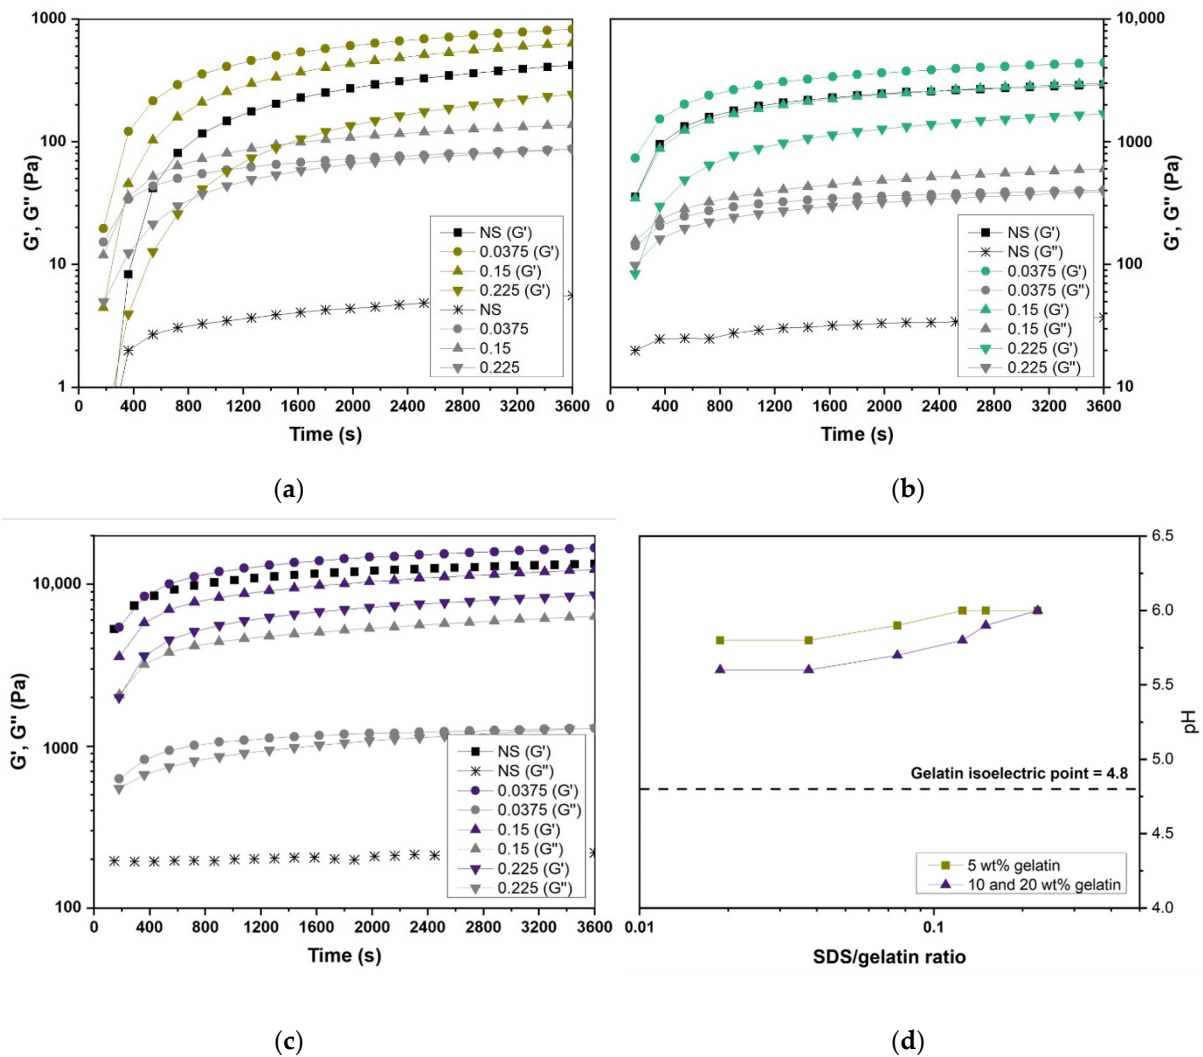 1000
100
10
1
G', G" (Pa)
0 400 800 1200 1600 2000 2400 2800 3200 3600
Time (s)
NS (G')
0.0375 (G')
0.15 (G')
0.225 (G')
NS
0.0375
0.15
0.225
(a)
10,000
1000
100
10
G', G" (Pa)
0 400 800 1200 1600 2000 2400 2800 3200 3600
Time (s)
NS (G')
NS (G")
0.0375 (G')
0.0375 (G")
0.15 (G')
0.15 (G")
0.225 (G')
0.225 (G")
(b)
10,000
1000
100
G', G" (Pa)
0 400 800 1200 1600 2000 2400 2800 3200 3600
Time (s)
NS (G')
NS (G")
0.0375 (G')
0.0375 (G")
0.15 (G')
0.15 (G")
0.225 (G')
0.225 (G")
(c)
6.5
6.0
5.5
5.0
4.5
4.0
pH
Gelatin isoelectric point = 4.8
5 wt% gelatin
10 and 20 wt% gelatin
0.01 0.1
SDS/gelatin ratio
(d)